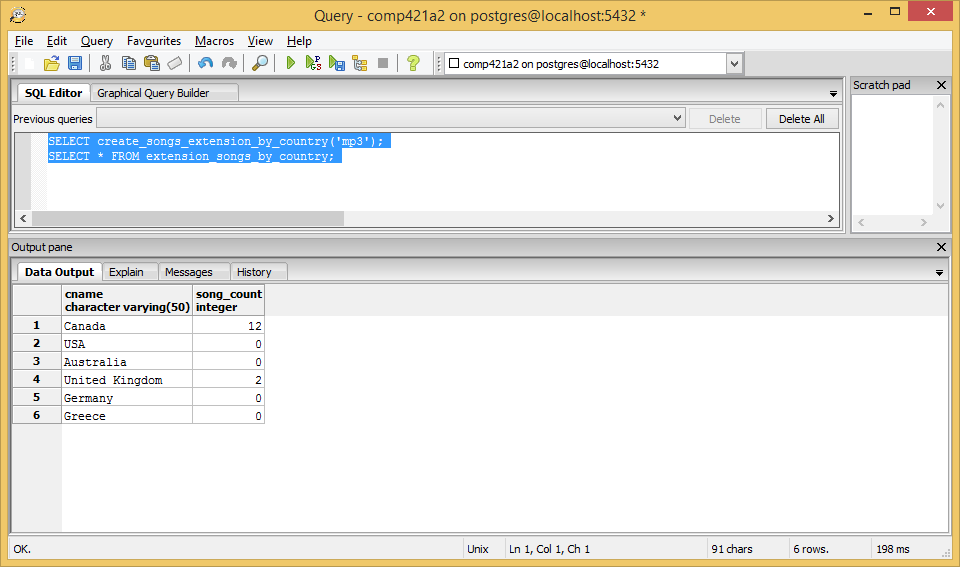 Query - comp421a2 on postgres@localhost:5432 *
File Edit Query Favourites Macros View Help
comp421a2 on postgres@localhost:5432
SQL Editor Graphical Query Builder
Scratch pad
Previous queries Delete Delete All
SELECT create_songs_extension_by_country('mp3');
SELECT * FROM extension_songs_by_country;
Output pane
Data Output Explain Messages History
cname song_count
character varying(50) integer
1 Canada 12
2 USA 0
3 Australia 0
4 United Kingdom 2
5 Germany 0
6 Greece 0
OK. Unix Ln 1, Col 1, Ch 1 91 chars 6 rows. 198 ms